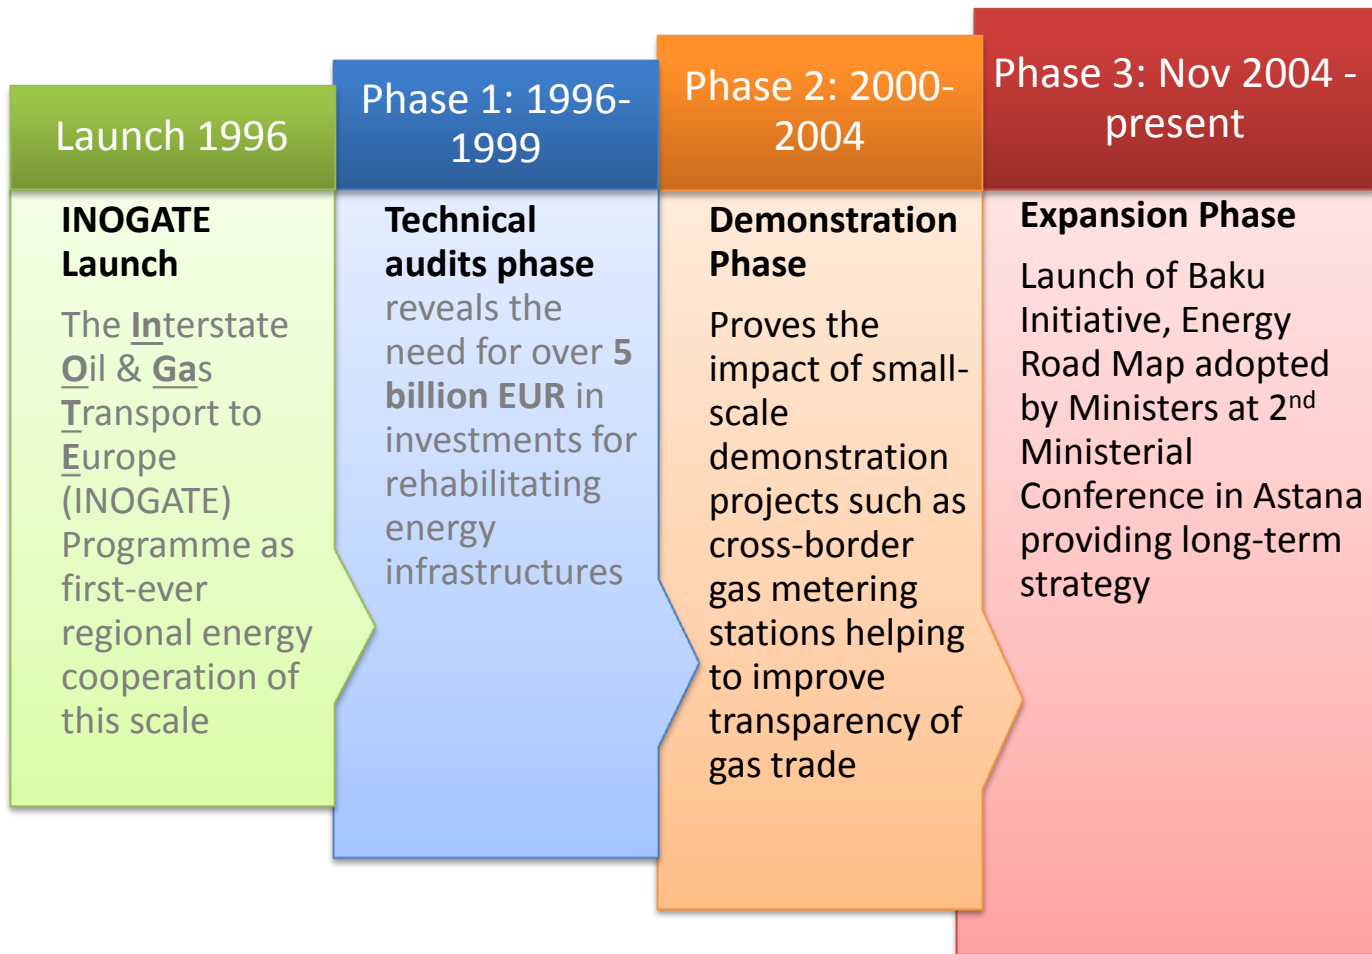 Launch 1996
INOGATE
Launch
The Interstate
Oil & Gas
Transport to
Europe
(INOGATE)
Programme as
first-ever
regional energy
cooperation of
this scale
Phase 1: 1996-
1999
Technical
audits phase
reveals the
need for over 5
billion EUR in
investments for
rehabilitating
energy
infrastructures
Phase 2: 2000-
2004
Demonstration
Phase
Proves the
impact of small-
scale
demonstration
projects such as
cross-border
gas metering
stations helping
to improve
transparency of
gas trade
Phase 3: Nov 2004 -
present
Expansion Phase
Launch of Baku
Initiative, Energy
Road Map adopted
by Ministers at 2nd
Ministerial
Conference in Astana
providing long-term
strategy